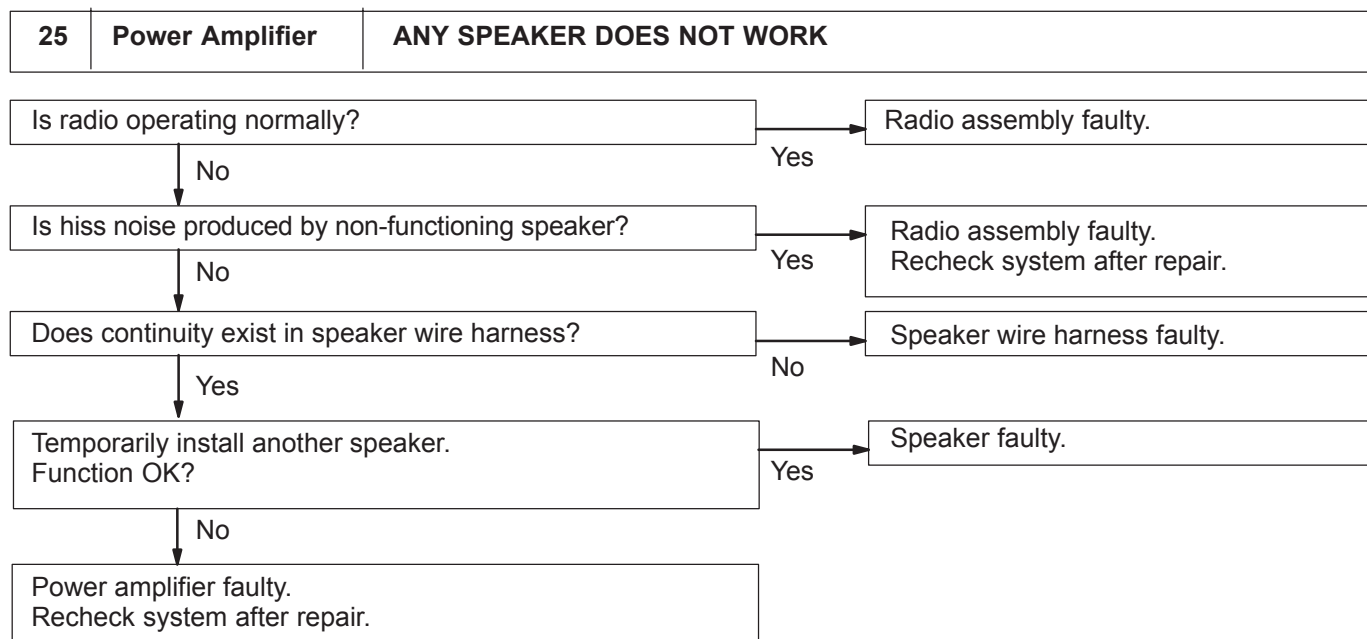 25 Power Amplifier ANY SPEAKER DOES NOT WORK
Is radio operating normally?
Yes
Radio assembly faulty.
No
Is hiss noise produced by non-functioning speaker?
Yes
Radio assembly faulty.
Recheck system after repair.
No
Does continuity exist in speaker wire harness?
No
Speaker wire harness faulty.
Yes
Temporarily install another speaker.
Function OK?
Yes
Speaker faulty.
No
Power amplifier faulty.
Recheck system after repair.